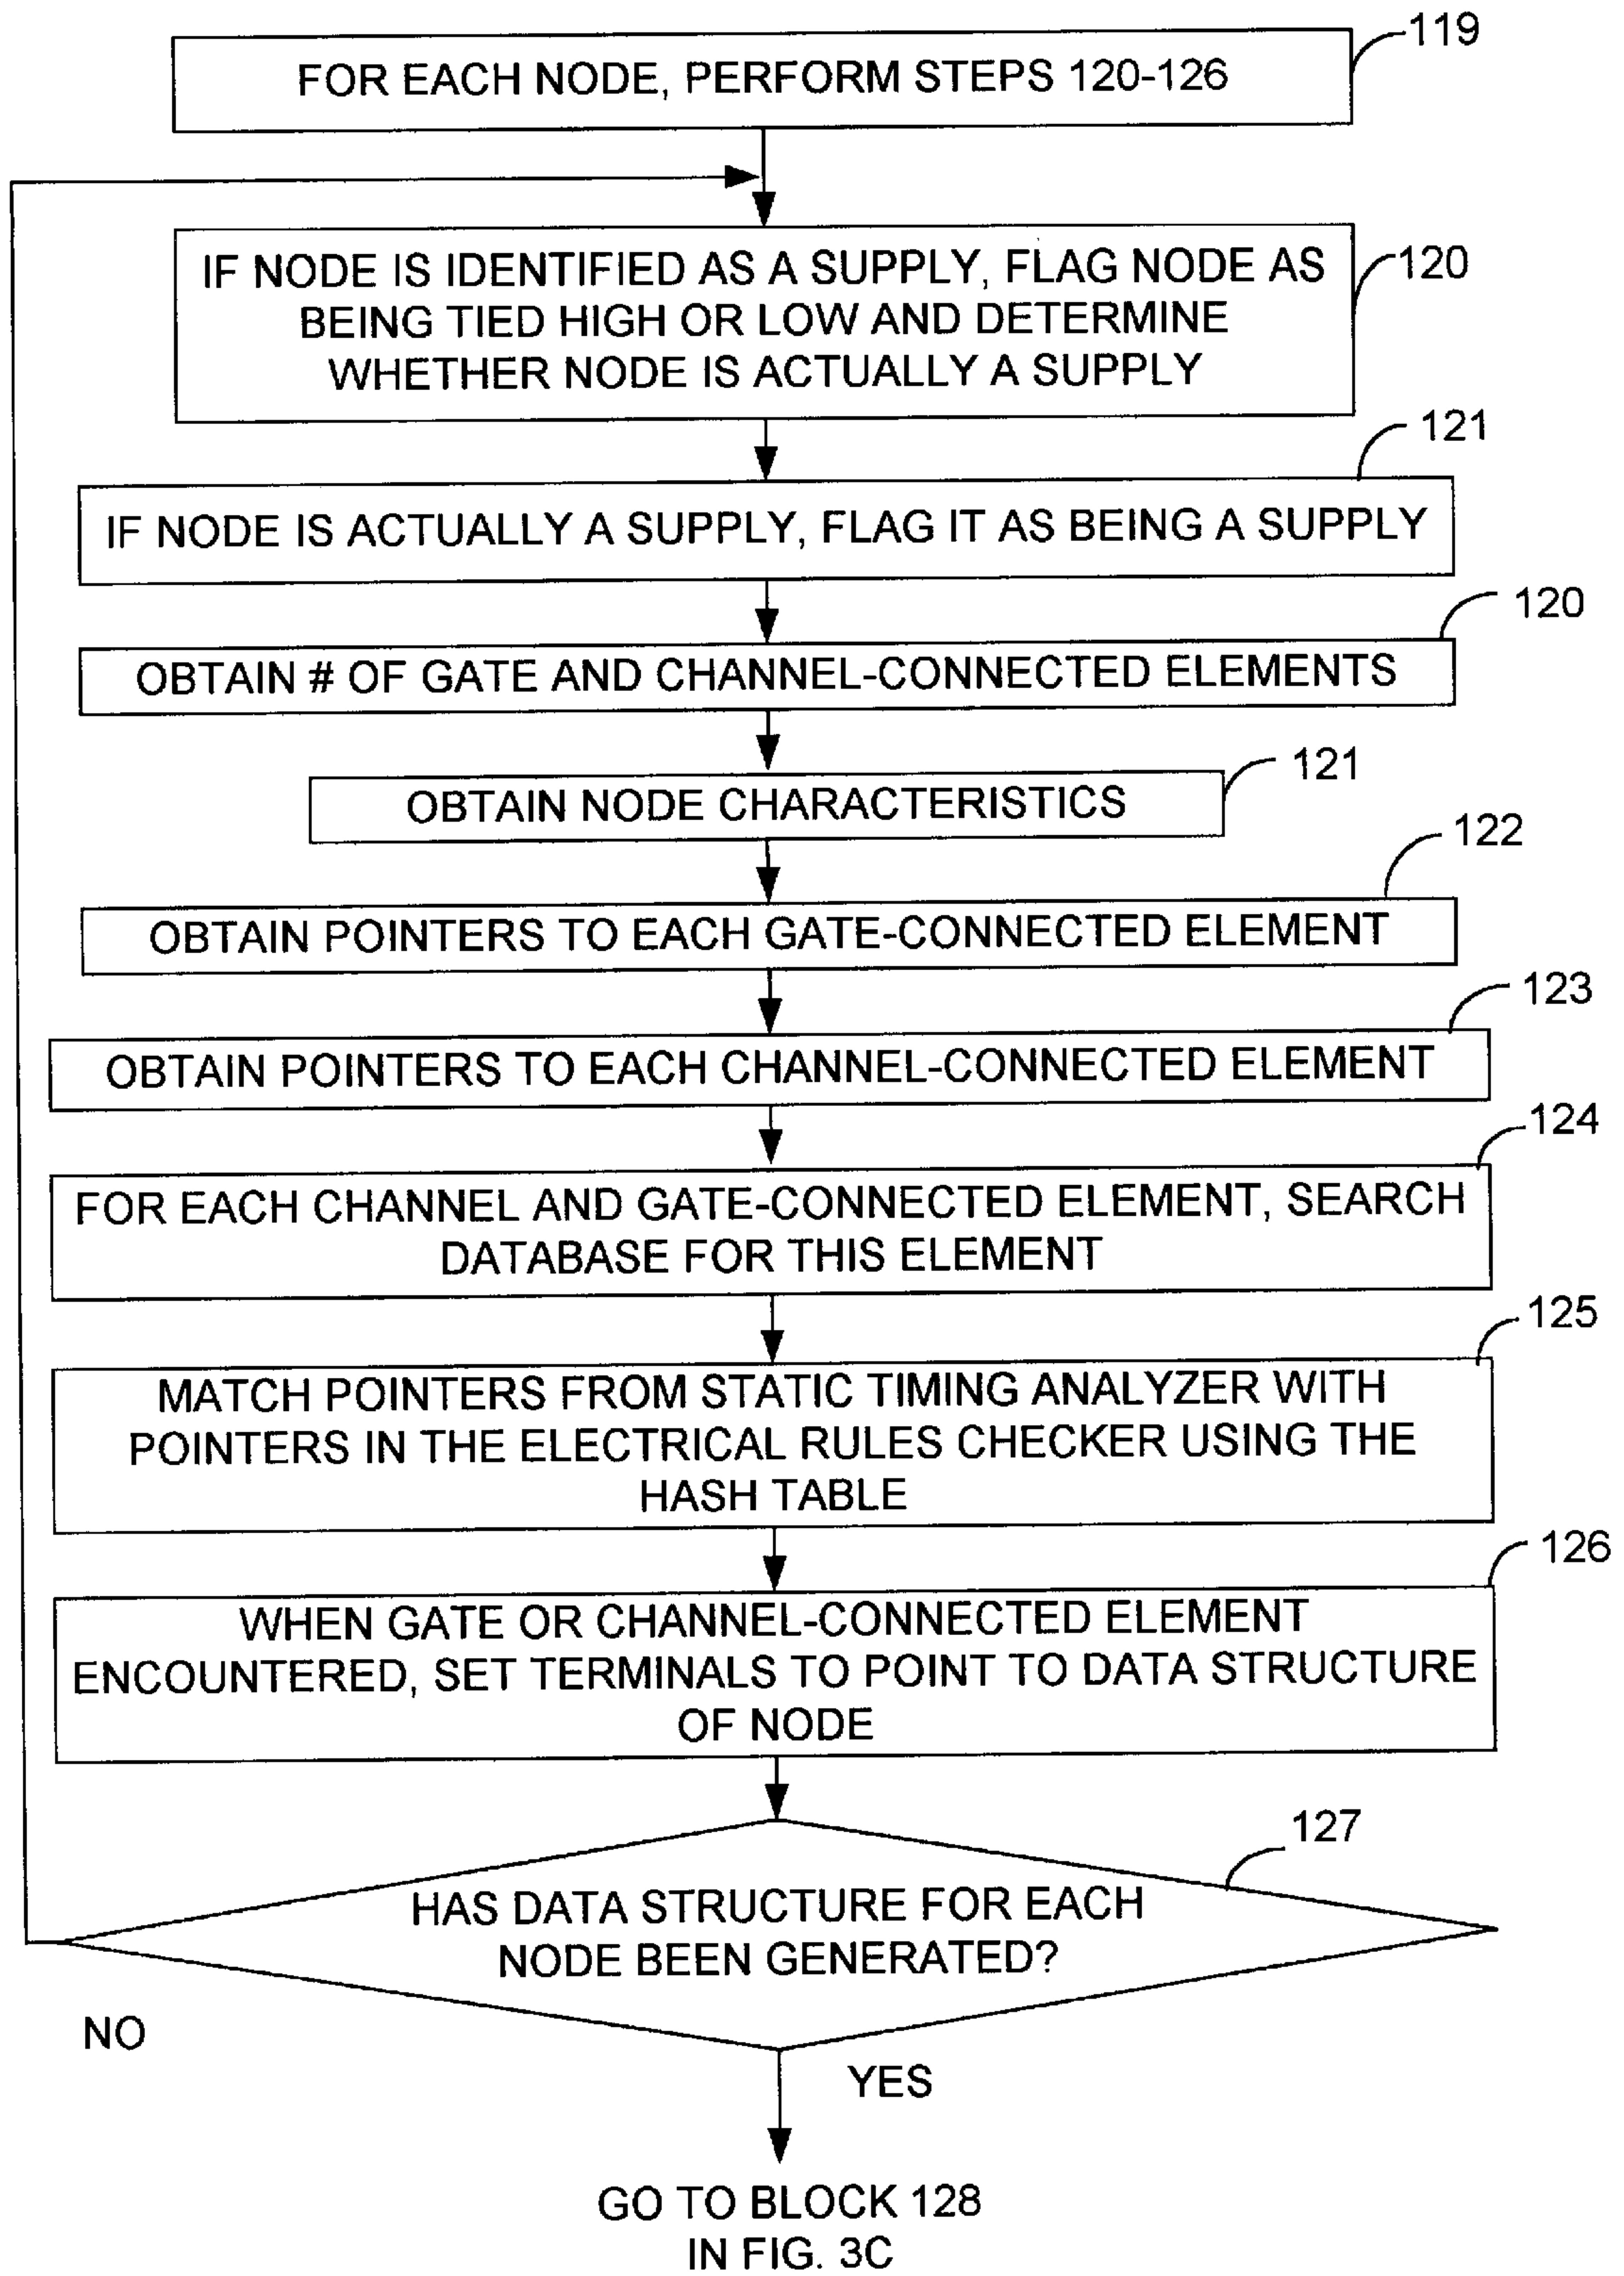 119
FOR EACH NODE, PERFORM STEPS 120-126
120
IF NODE IS IDENTIFIED AS A SUPPLY, FLAG NODE AS
BEING TIED HIGH OR LOW AND DETERMINE
WHETHER NODE IS ACTUALLY A SUPPLY
121
IF NODE IS ACTUALLY A SUPPLY, FLAG IT AS BEING A SUPPLY
120
OBTAIN # OF GATE AND CHANNEL-CONNECTED ELEMENTS
121
OBTAIN NODE CHARACTERISTICS
122
OBTAIN POINTERS TO EACH GATE-CONNECTED ELEMENT
123
OBTAIN POINTERS TO EACH CHANNEL-CONNECTED ELEMENT
124
FOR EACH CHANNEL AND GATE-CONNECTED ELEMENT, SEARCH
DATABASE FOR THIS ELEMENT
125
MATCH POINTERS FROM STATIC TIMING ANALYZER WITH
POINTERS IN THE ELECTRICAL RULES CHECKER USING THE
HASH TABLE
126
WHEN GATE OR CHANNEL-CONNECTED ELEMENT
ENCOUNTERED, SET TERMINALS TO POINT TO DATA STRUCTURE
OF NODE
127
HAS DATA STRUCTURE FOR EACH
NODE BEEN GENERATED?
NO
YES
GO TO BLOCK 128
IN FIG. 3C